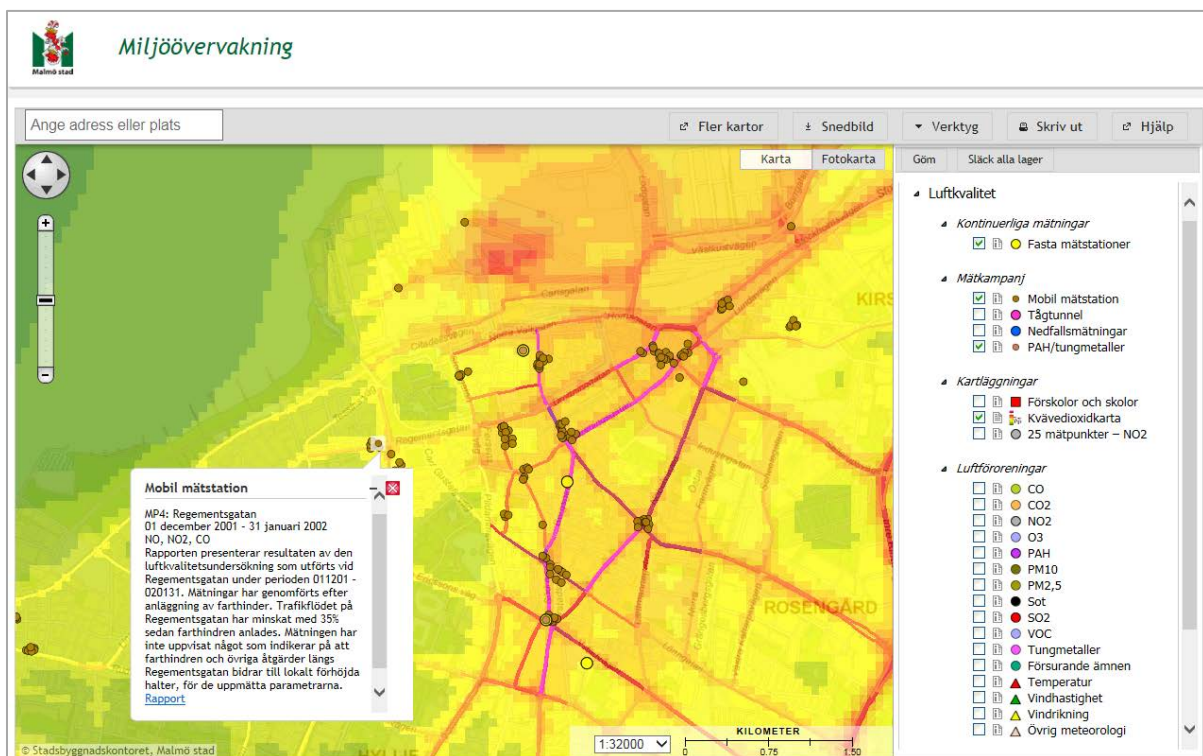 Malmö stad
Miljöövervakning
Ange adress eller plats
Fler kartor
Snedbild
Verktyg
Skriv ut
Hjälp
Karta
Fotokarta
Göm
Släck alla lager
Luftkvalitet
Kontinuerliga mätningar
Fasta mätstationer
Mätkampanj
Mobil mätstation
Tågtunnel
Nedfallsmätningar
PAH/tungmetaller
Kartläggningar
Förskolor och skolor
Kvävedioxidkarta
25 mätpunkter – NO2
Luftföroreningar
CO
CO2
NO2
O3
PAH
PM10
PM2,5
Sot
SO2
VOC
Tungmetaller
Försurande ämnen
Temperatur
Vindhastighet
Vindrikning
Övrig meteorologi
KIRS
Carlsgatan
Regementsgatan
ROSENGÅRD
HYLLIE
Mobil mätstation
MP4: Regementsgatan
01 december 2001 - 31 januari 2002
NO, NO2, CO
Rapporten presenterar resultaten av den
luftkvalitetsundersökning som utförts vid
Regementsgatan under perioden 011201 -
020131. Mätningar har genomförts efter
anläggning av farthinder. Trafikflödet på
Regementsgatan har minskat med 35%
sedan farthindren anlades. Mätningen har
inte uppvisat något som indikerar på att
farthindren och övriga åtgärder längs
Regementsgatan bidrar till lokalt förhöjda
halter, för de uppmätta parametrarna.
Rapport
© Stadsbyggnadskontoret, Malmö stad
1:32000
KILOMETER
0 0.75 1.50